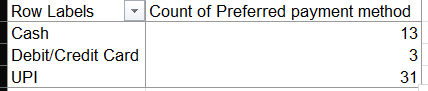 Row Labels Count of Preferred payment method
Cash 13
Debit/Credit Card 3
UPI 31